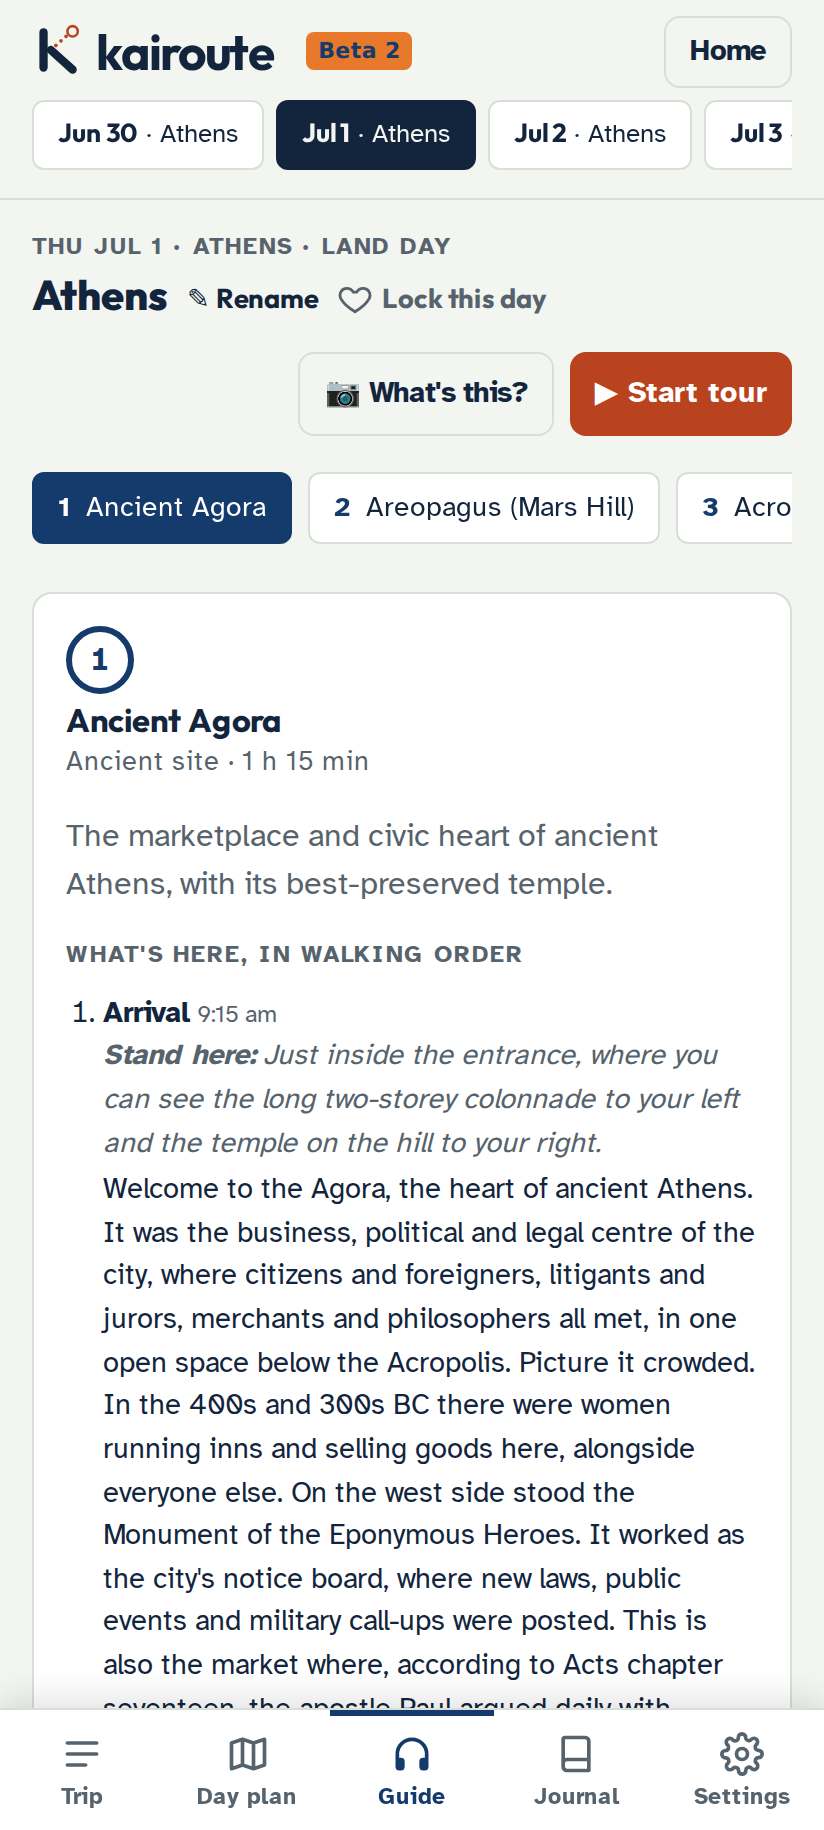 kairoute
Beta 2
Home
Jun 30 · Athens
Jul 1 · Athens
Jul 2 · Athens
Jul 3 ·
THU JUL 1 · ATHENS · LAND DAY
Athens
✎ Rename
Lock this day
📷 What's this?
▶ Start tour
1 Ancient Agora
2 Areopagus (Mars Hill)
3 Acro
1
Ancient Agora
Ancient site · 1 h 15 min
The marketplace and civic heart of ancient
Athens, with its best-preserved temple.
WHAT'S HERE, IN WALKING ORDER
1. Arrival 9:15 am
Stand here: Just inside the entrance, where you
can see the long two-storey colonnade to your left
and the temple on the hill to your right.
Welcome to the Agora, the heart of ancient Athens.
It was the business, political and legal centre of the
city, where citizens and foreigners, litigants and
jurors, merchants and philosophers all met, in one
open space below the Acropolis. Picture it crowded.
In the 400s and 300s BC there were women
running inns and selling goods here, alongside
everyone else. On the west side stood the
Monument of the Eponymous Heroes. It worked as
the city's notice board, where new laws, public
events and military call-ups were posted. This is
also the market where, according to Acts chapter
seventeen, the apostle Paul argued daily with
Trip
Day plan
Guide
Journal
Settings